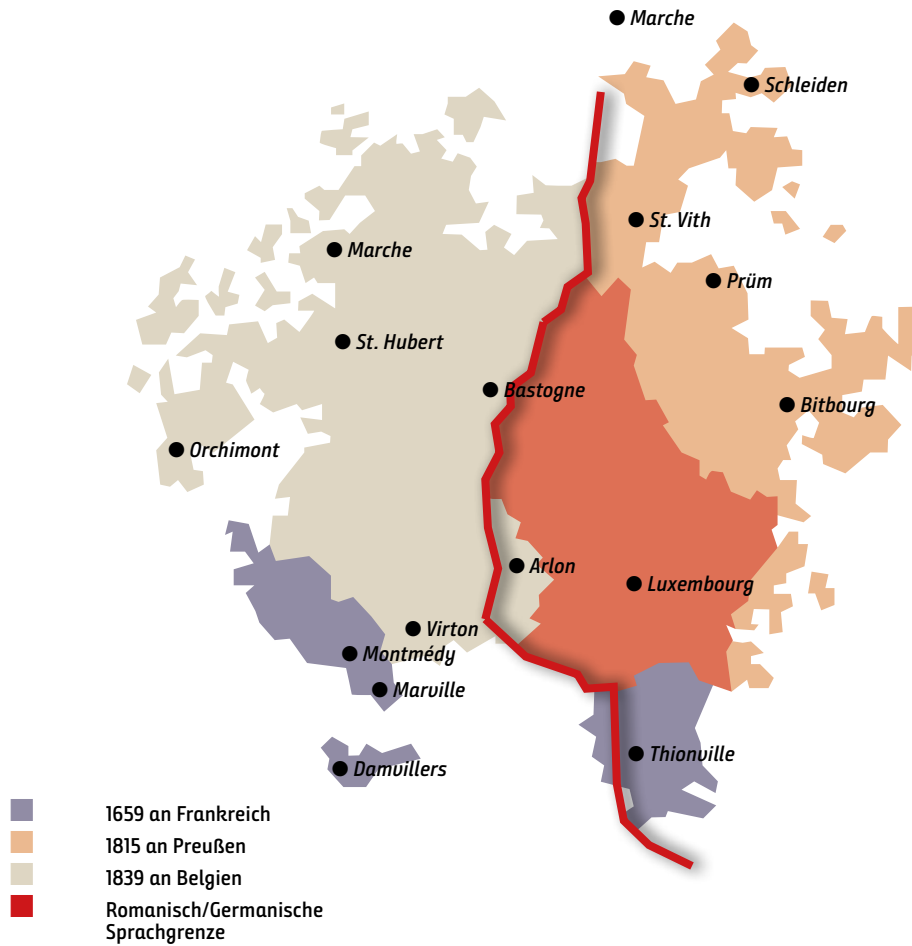 Marche
Schleiden
St. Vith
Marche
Prüm
St. Hubert
Bastogne
Bitbourg
Orchimont
Arlon
Luxembourg
Virton
Montmédy
Marville
Thionville
Damvillers
1659 an Frankreich
1815 an Preußen
1839 an Belgien
Romanisch/Germanische
Sprachgrenze